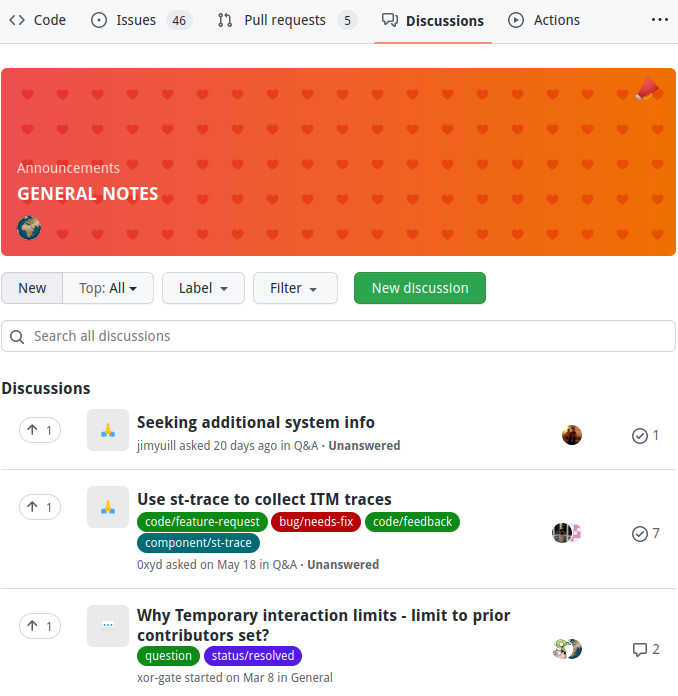 Code Issues 46 Pull requests 5 Discussions Actions
Announcements
GENERAL NOTES
New Top: All Label Filter New discussion
Search all discussions
Discussions
1 Seeking additional system info
jimyuill asked 20 days ago in Q&A · Unanswered 1
1 Use st-trace to collect ITM traces
code/feature-request bug/needs-fix code/feedback
component/st-trace 7
0xyd asked on May 18 in Q&A · Unanswered
1 Why Temporary interaction limits - limit to prior
contributors set?
question status/resolved 2
xor-gate started on Mar 8 in General